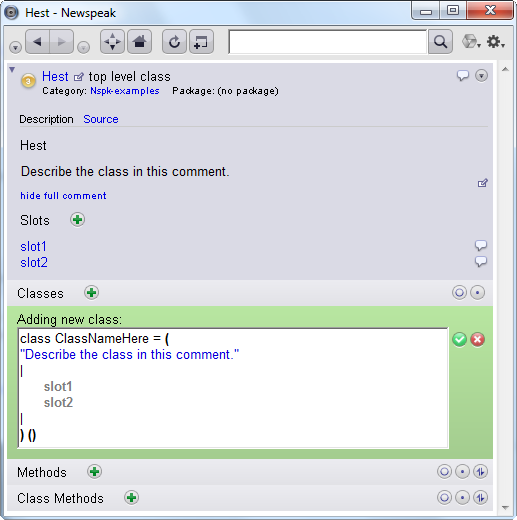 Hest - Newspeak
Hest top level class
Category: Nspk-examples Package: (no package)
Description Source
Hest
Describe the class in this comment.
hide full comment
Slots
slot1
slot2
Classes
Adding new class:
class ClassNameHere = (
"Describe the class in this comment."
|
slot1
slot2
|
) ()
Methods
Class Methods